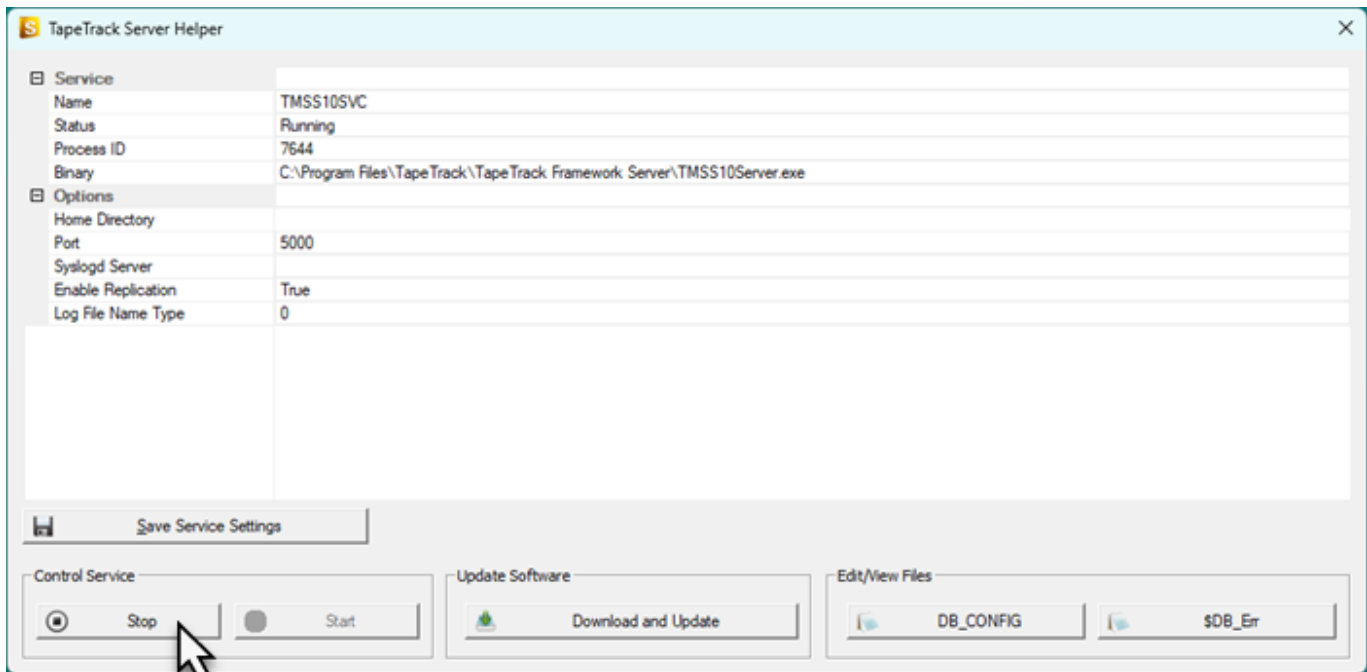 TapeTrack Server Helper
Service
Name TMSS10SVC
Status Running
Process ID 7644
Binary C:\Program Files\TapeTrack\TapeTrack Framework Server\TMSS10Server.exe
Options
Home Directory
Port 5000
Syslogd Server
Enable Replication True
Log File Name Type 0
Save Service Settings
Control Service Update Software Edit/View Files
Stop Start Download and Update DB_CONFIG $DB_Err